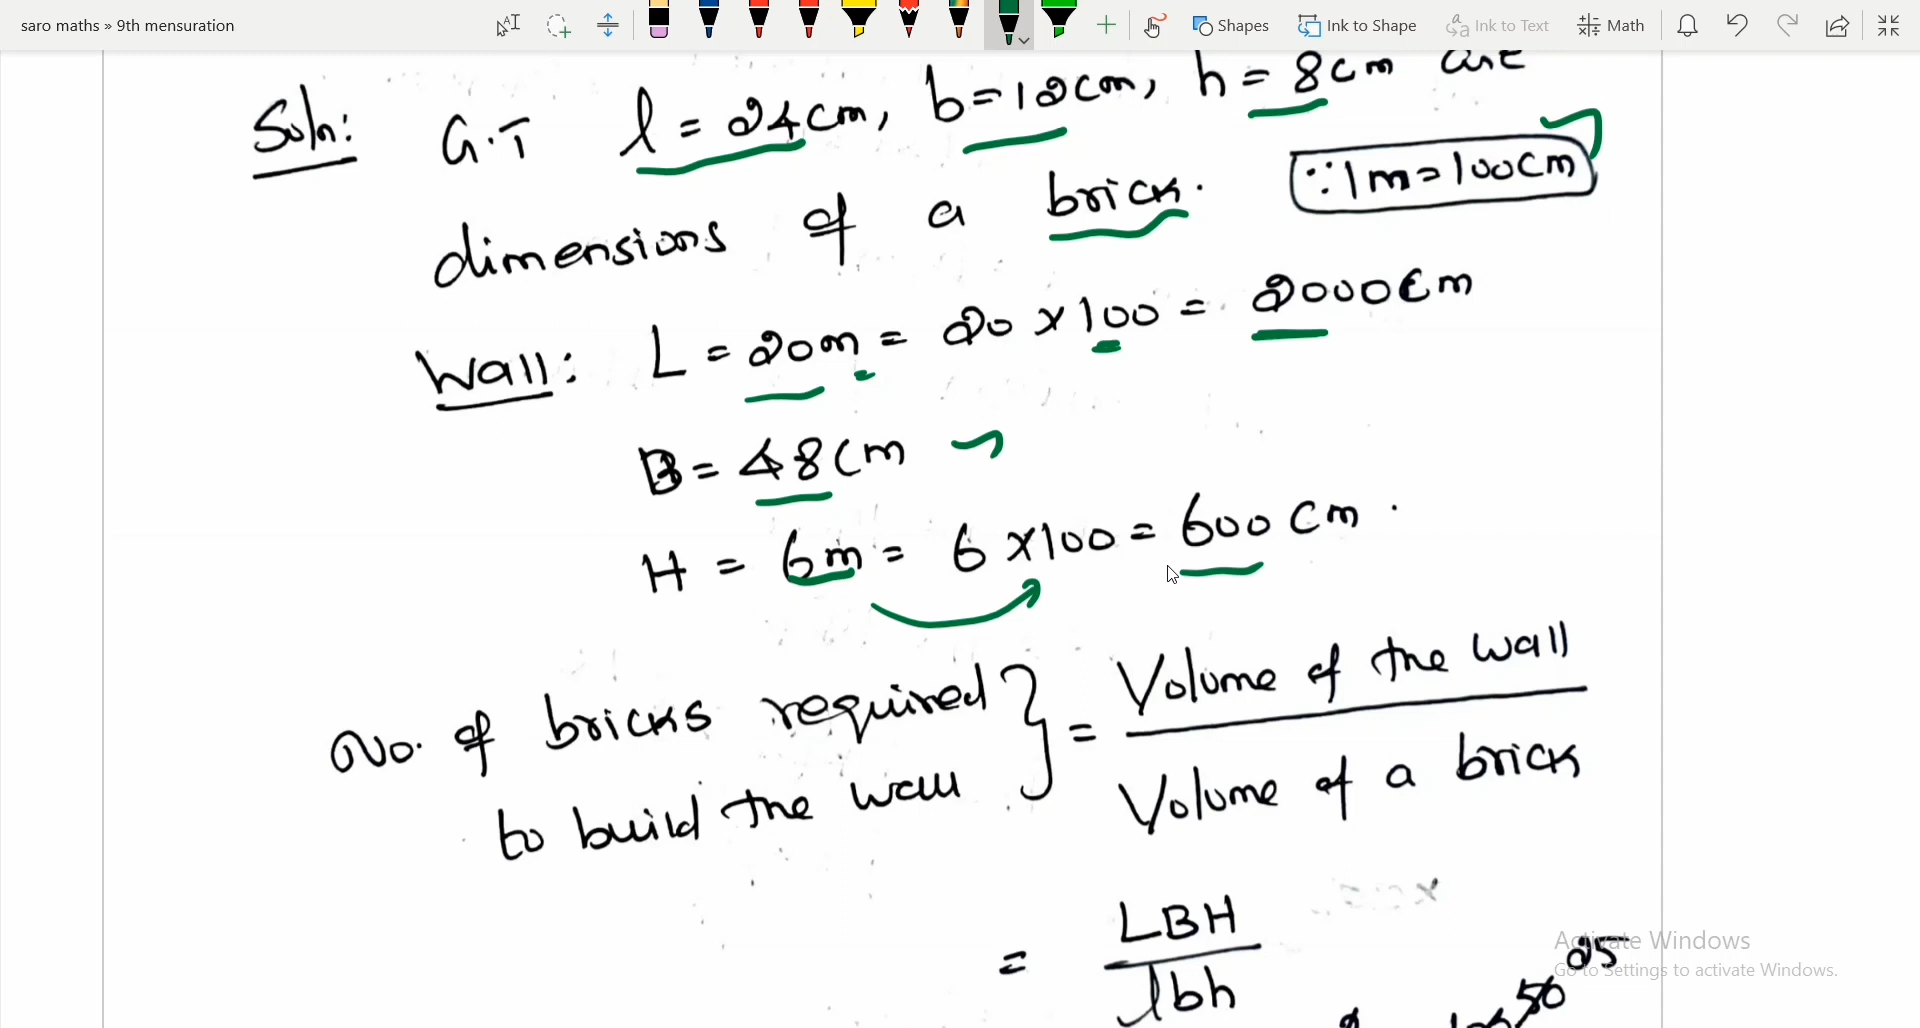 saro maths » 9th mensuration
Shapes
Ink to Shape
Ink to Text
Math
Soln: G.T l = 24cm, b=12cm, h = 8cm are
dimensions of a brick. ∵1m=100cm
Wall: L = 20m = 20 x 100 = 2000cm
B = 48cm
H = 6m = 6 x 100 = 600 cm.
No. of bricks required } = Volume of the wall
to build the wall Volume of a brick
= LBH
lbh
Activate Windows
Go to Settings to activate Windows.
25
50